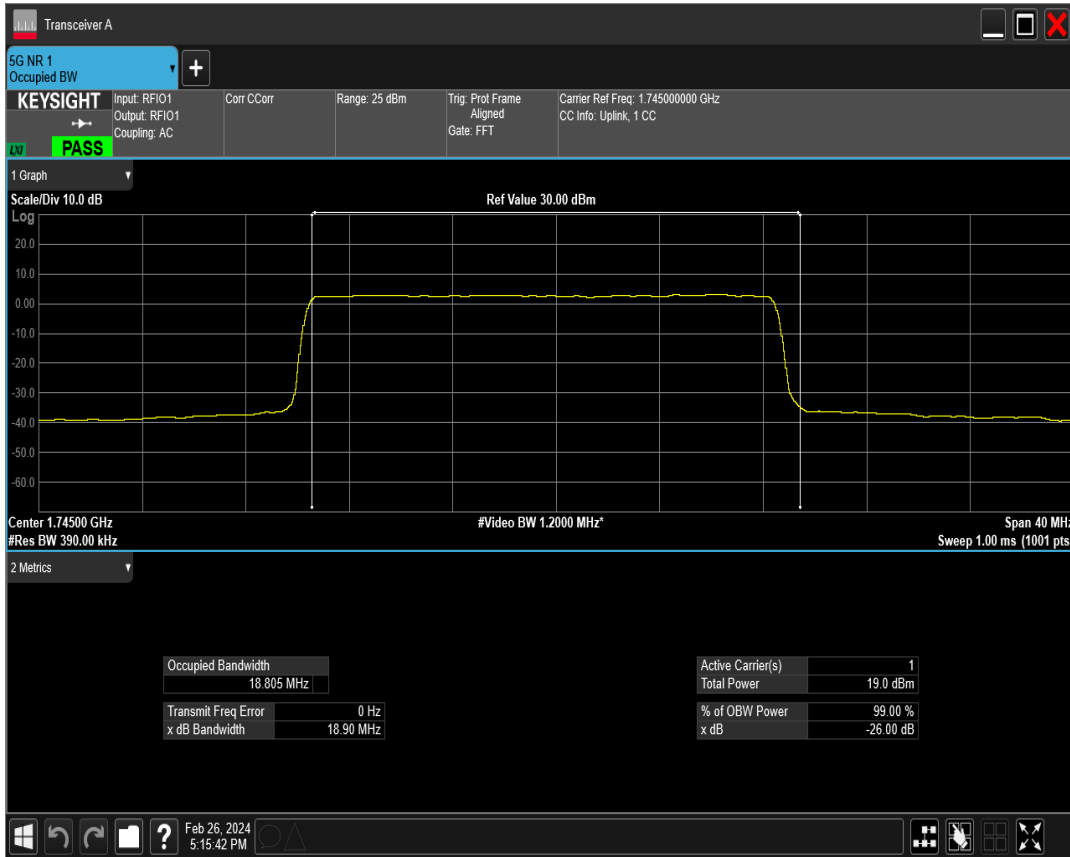 Transceiver A
5G NR 1
Occupied BW
KEYSIGHT
Input: RFIO1
Output: RFIO1
Coupling: AC
Corr CCorr
Range: 25 dBm
Trig: Prot Frame
Aligned
Gate: FFT
Carrier Ref Freq: 1.745000000 GHz
CC Info: Uplink, 1 CC
LXI
PASS
1 Graph
Scale/Div 10.0 dB
Ref Value 30.00 dBm
Log
20.0
10.0
0.00
-10.0
-20.0
-30.0
-40.0
-50.0
-60.0
Center 1.74500 GHz
#Video BW 1.2000 MHz*
Span 40 MHz
#Res BW 390.00 kHz
Sweep 1.00 ms (1001 pts
2 Metrics
Occupied Bandwidth
18.805 MHz
Transmit Freq Error 0 Hz
x dB Bandwidth 18.90 MHz
Active Carrier(s) 1
Total Power 19.0 dBm
% of OBW Power 99.00 %
x dB -26.00 dB
Feb 26, 2024
5:15:42 PM